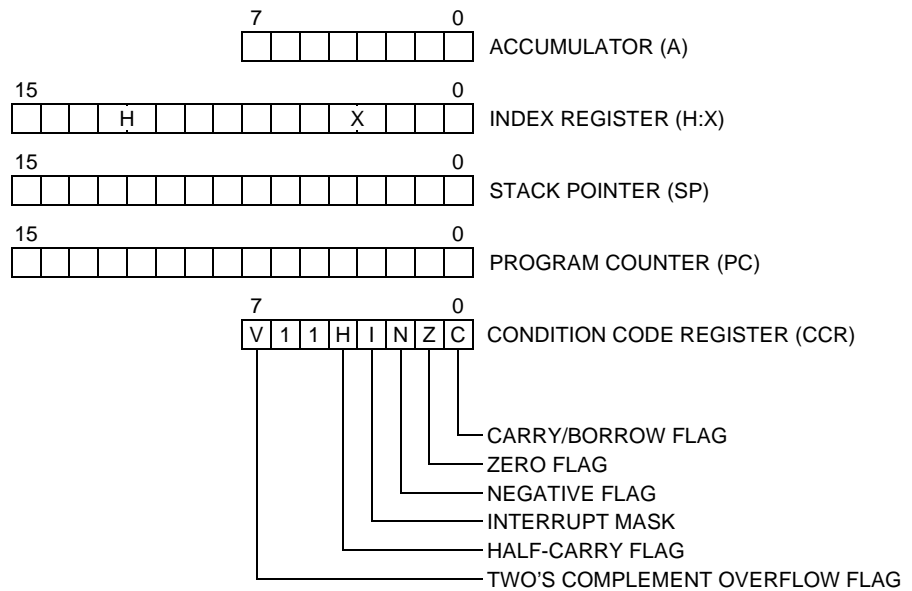 7 0
ACCUMULATOR (A)
15 0
H X INDEX REGISTER (H:X)
15 0
STACK POINTER (SP)
15 0
PROGRAM COUNTER (PC)
7 0
V 1 1 H I N Z C CONDITION CODE REGISTER (CCR)
CARRY/BORROW FLAG
ZERO FLAG
NEGATIVE FLAG
INTERRUPT MASK
HALF-CARRY FLAG
TWO'S COMPLEMENT OVERFLOW FLAG